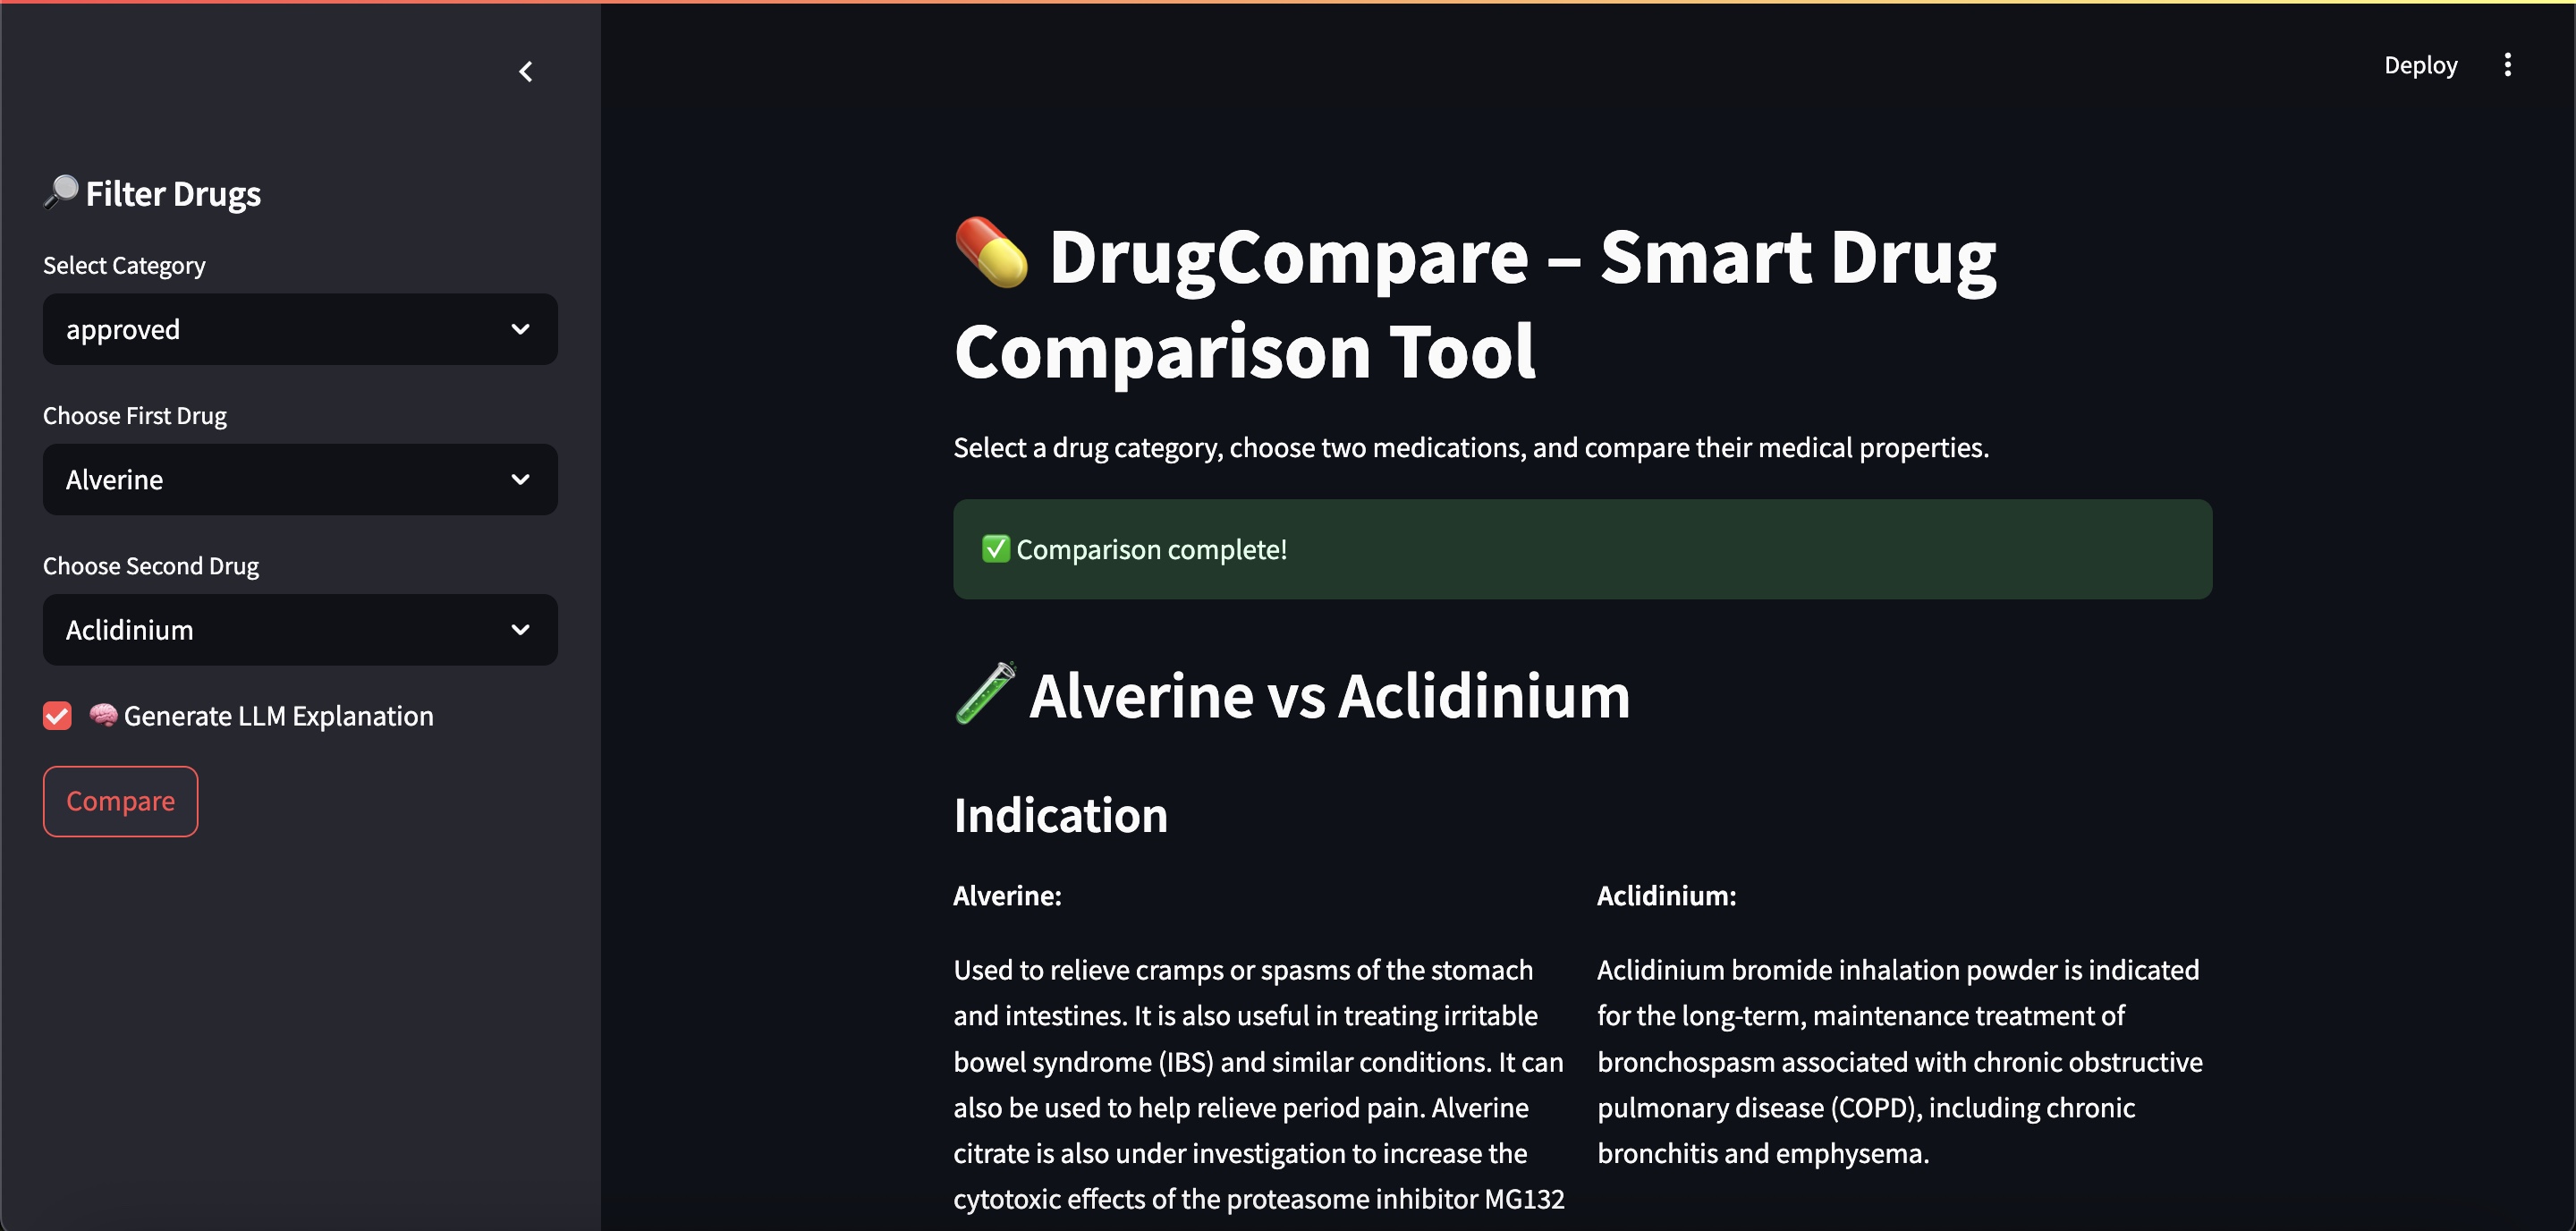 Deploy
🔎 Filter Drugs
Select Category
approved
Choose First Drug
Alverine
Choose Second Drug
Aclidinium
🧠 Generate LLM Explanation
Compare
💊 DrugCompare – Smart Drug
Comparison Tool
Select a drug category, choose two medications, and compare their medical properties.
✅ Comparison complete!
🧪 Alverine vs Aclidinium
Indication
Alverine:
Used to relieve cramps or spasms of the stomach
and intestines. It is also useful in treating irritable
bowel syndrome (IBS) and similar conditions. It can
also be used to help relieve period pain. Alverine
citrate is also under investigation to increase the
cytotoxic effects of the proteasome inhibitor MG132
Aclidinium:
Aclidinium bromide inhalation powder is indicated
for the long-term, maintenance treatment of
bronchospasm associated with chronic obstructive
pulmonary disease (COPD), including chronic
bronchitis and emphysema.